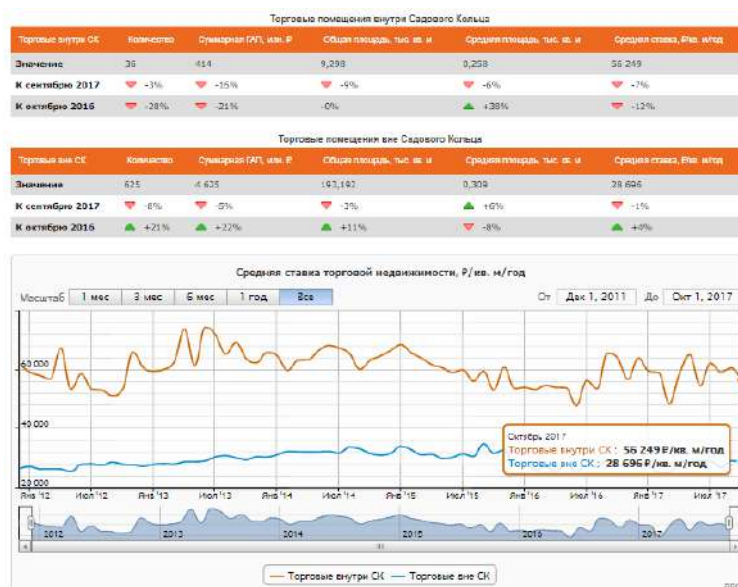 Торговые помещения внутри Садового Кольца
Торговые внутри СК Количество Суммарная ГАП, млн. ₽ Общая площадь, тыс. кв. м Средняя площадь, тыс. кв. м Средняя ставка, ₽/кв. м/год
Значение 36 414 9,298 0,258 56 249
К сентябрю 2017 -3% -15% -9% -6% -7%
К октябрю 2016 -28% -21% -0% +38% -12%
Торговые помещения вне Садового Кольца
Торговые вне СК Количество Суммарная ГАП, млн. ₽ Общая площадь, тыс. кв. м Средняя площадь, тыс. кв. м Средняя ставка, ₽/кв. м/год
Значение 625 4 635 193,192 0,309 28 696
К сентябрю 2017 -8% -5% -3% +6% -1%
К октябрю 2016 +21% +22% +11% -8% +4%
Средняя ставка торговой недвижимости, ₽/кв. м/год
Масштаб 1 мес 3 мес 6 мес 1 год Все От Дек 1, 2011 До Окт 1, 2017
60 000
40 000
20 000
Октябрь 2017
Торговые внутри СК: 56 249 ₽/кв. м/год
Торговые вне СК: 28 696 ₽/кв. м/год
Янв '12 Июл '12 Янв '13 Июл '13 Янв '14 Июл '14 Янв '15 Июл '15 Янв '16 Июл '16 Янв '17 Июл '17
2012 2013 2014 2015 2016 2017
Торговые внутри СК Торговые вне СК